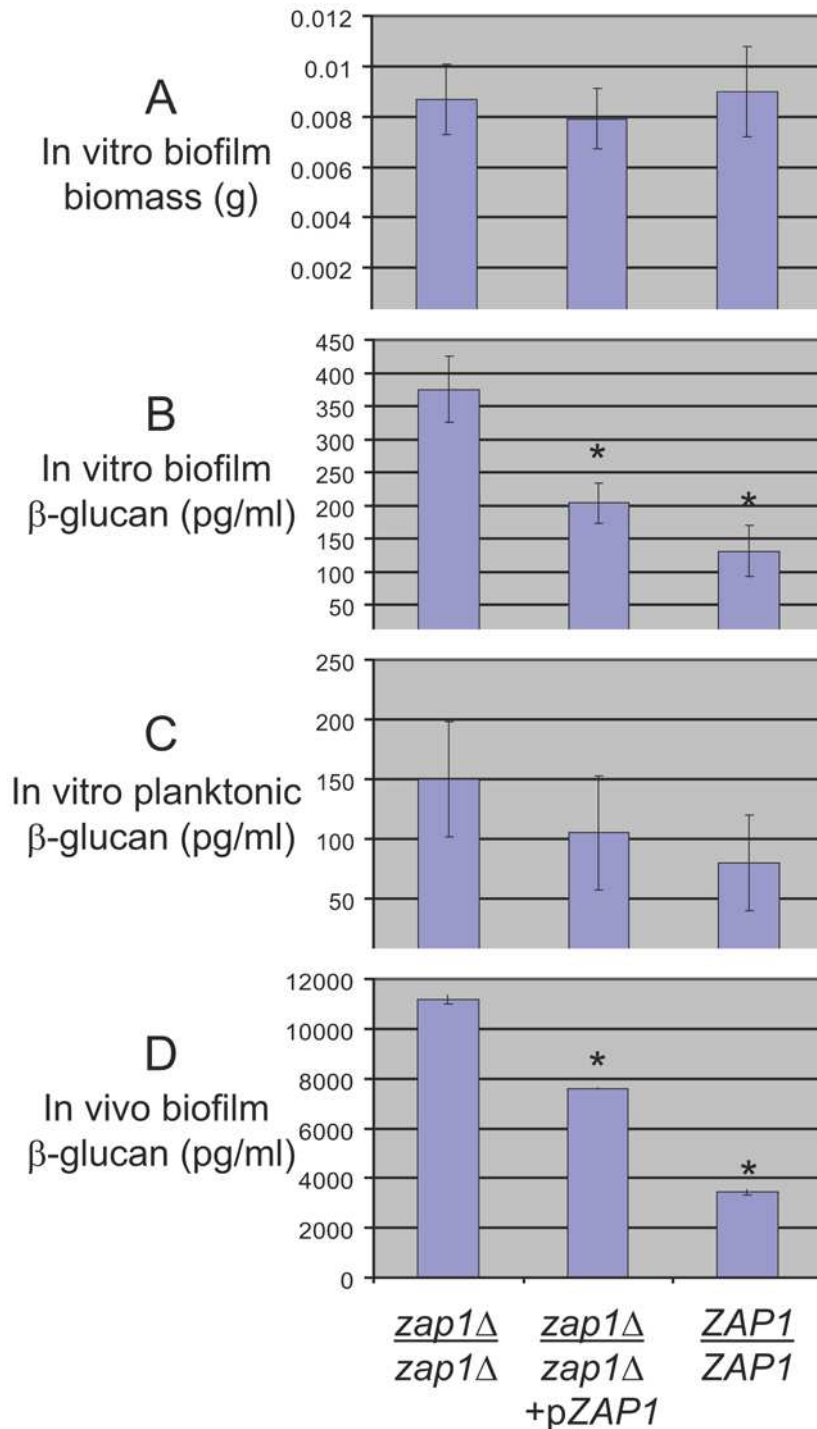 A
In vitro biofilm
biomass (g)
0.012
0.01
0.008
0.006
0.004
0.002
B
In vitro biofilm
β-glucan (pg/ml)
450
400
350
300
250
200
150
100
50
*
*
C
In vitro planktonic
β-glucan (pg/ml)
250
200
150
100
50
D
In vivo biofilm
β-glucan (pg/ml)
12000
10000
8000
6000
4000
2000
0
*
*
zap1Δ
zap1Δ
zap1Δ
zap1Δ
+pZAP1
ZAP1
ZAP1